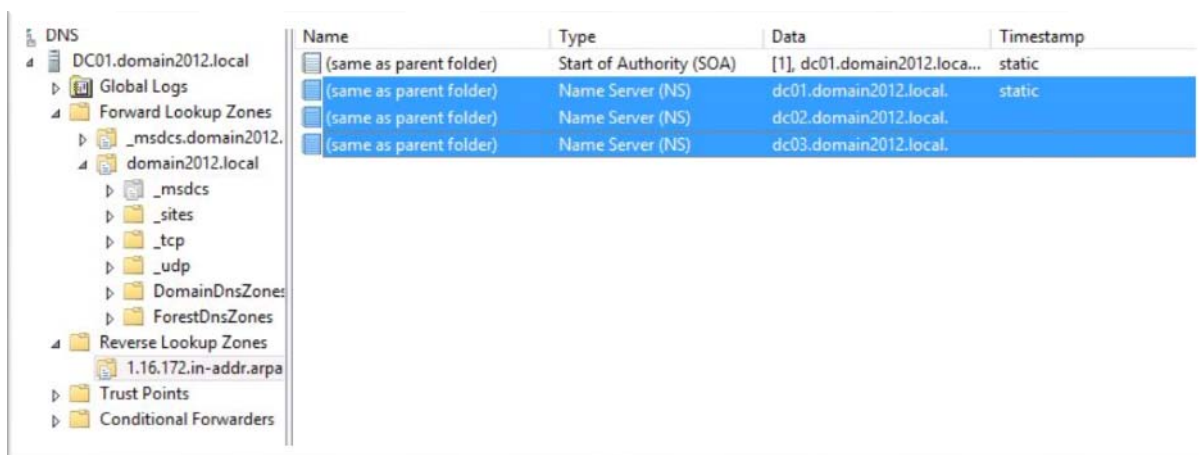 DNS
DC01.domain2012.local
Global Logs
Forward Lookup Zones
_msdcs.domain2012.
domain2012.local
_msdcs
_sites
_tcp
_udp
DomainDnsZones
ForestDnsZones
Reverse Lookup Zones
1.16.172.in-addr.arpa
Trust Points
Conditional Forwarders
Name Type Data Timestamp
(same as parent folder) Start of Authority (SOA) [1], dc01.domain2012.loca... static
(same as parent folder) Name Server (NS) dc01.domain2012.local. static
(same as parent folder) Name Server (NS) dc02.domain2012.local.
(same as parent folder) Name Server (NS) dc03.domain2012.local.